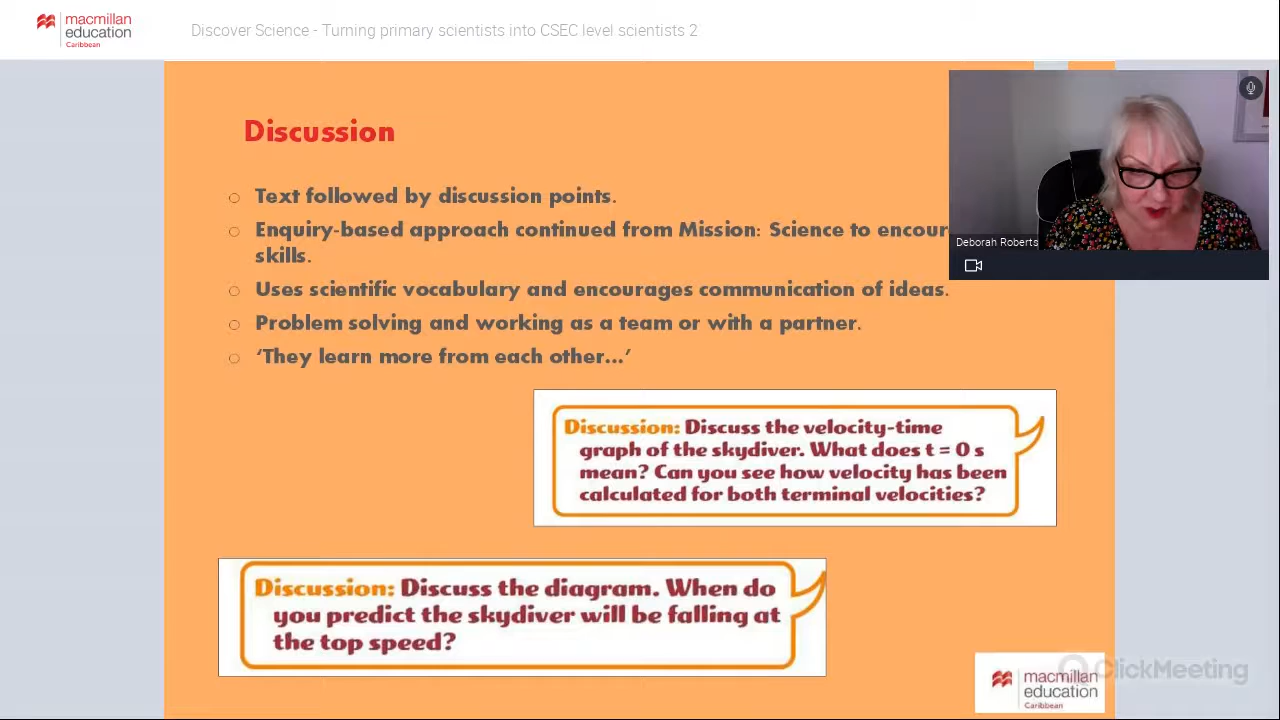 macmillan
education
Caribbean
Discover Science - Turning primary scientists into CSEC level scientists 2
Discussion
Text followed by discussion points.
Enquiry-based approach continued from Mission: Science to encour
skills.
Uses scientific vocabulary and encourages communication of ideas.
Problem solving and working as a team or with a partner.
‘They learn more from each other...’
Deborah Roberts
Discussion: Discuss the velocity-time
graph of the skydiver. What does t = 0 s
mean? Can you see how velocity has been
calculated for both terminal velocities?
Discussion: Discuss the diagram. When do
you predict the skydiver will be falling at
the top speed?
macmillan
education
Caribbean
ClickMeeting